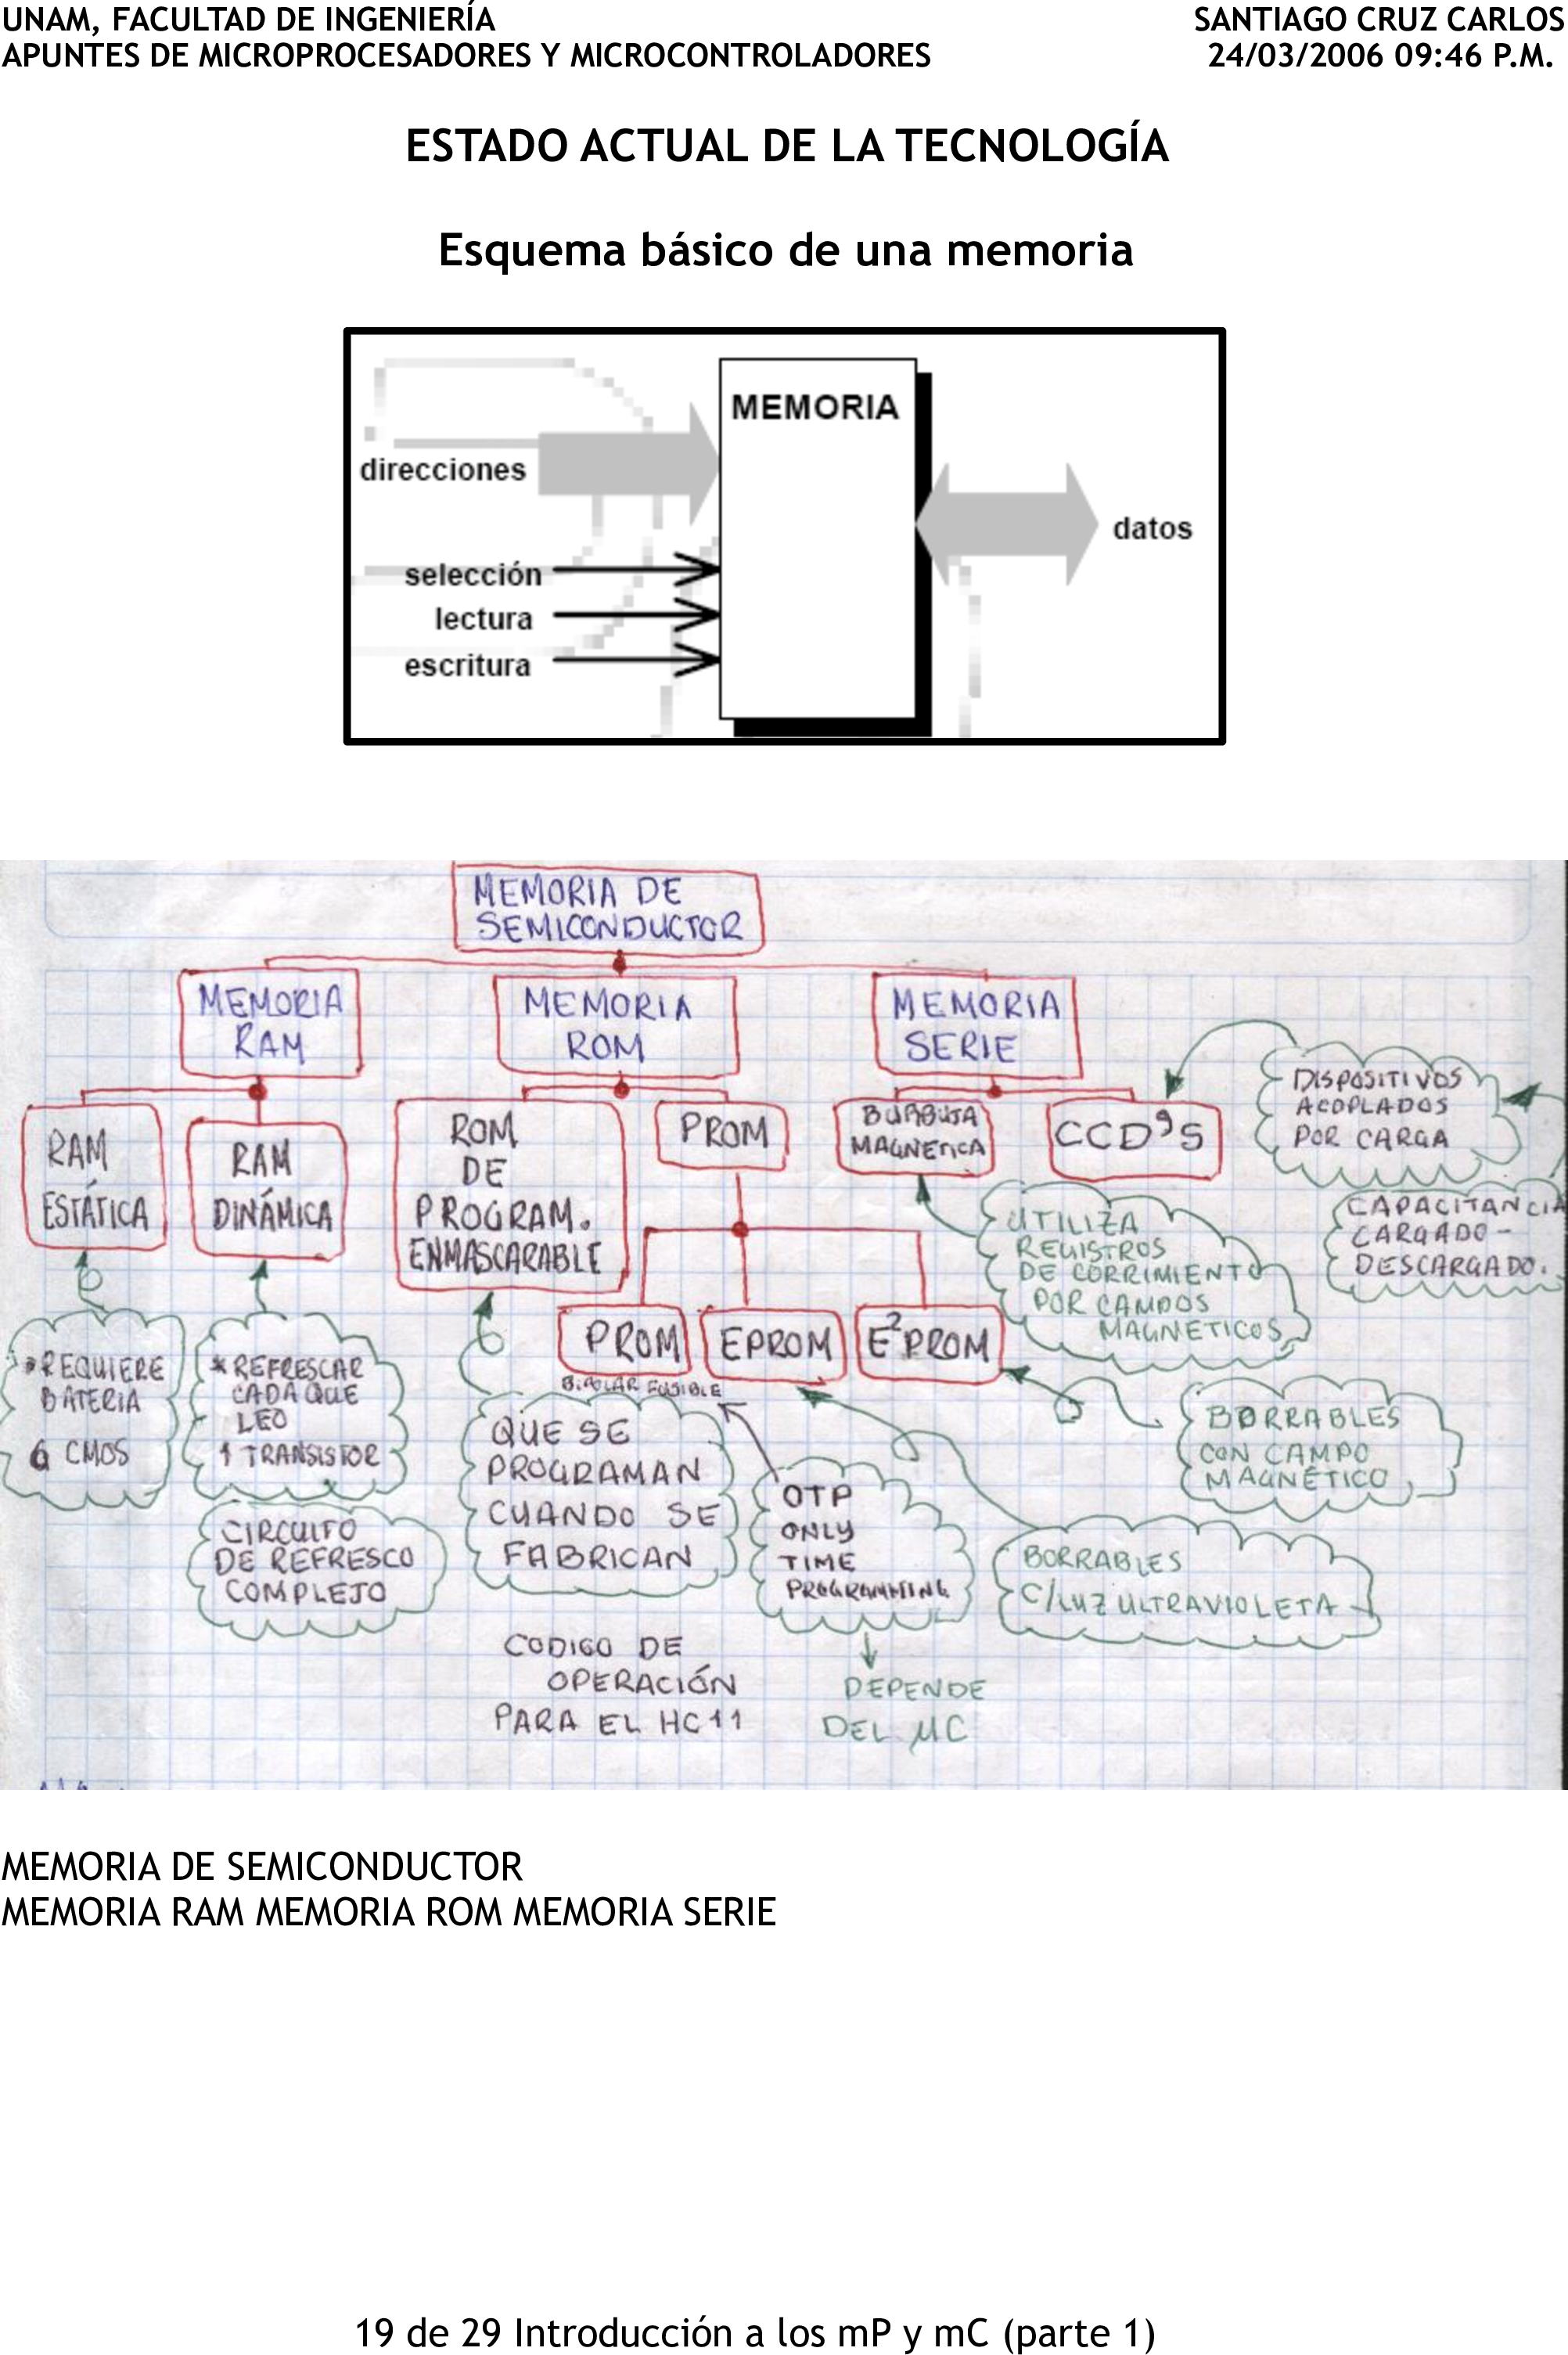 UNAM, FACULTAD DE INGENIERÍA
SANTIAGO CRUZ CARLOS
APUNTES DE MICROPROCESADORES Y MICROCONTROLADORES
24/03/2006 09:46 P.M.
ESTADO ACTUAL DE LA TECNOLOGÍA
Esquema básico de una memoria
MEMORIA
direcciones
datos
selección
lectura
escritura
MEMORIA DE
SEMICONDUCTOR
MEMORIA
RAM
MEMORIA
ROM
MEMORIA
SERIE
RAM
ESTÁTICA
RAM
DINÁMICA
ROM
DE
PROGRAM.
ENMASCARABLE
PROM
BURBUJA
MAGNETICA
CCD'S
DISPOSITIVOS
ACOPLADOS
POR CARGA
CAPACITANCIA
CARGADO-
DESCARGADO.
UTILIZA
REGISTROS
DE CORRIMIENTO
POR CAMPOS
MAGNETICOS
PROM
BIPOLAR FUSIBLE
EPROM
E²PROM
* REQUIERE
BATERIA
6 CMOS
* REFRESCAR
CADA QUE
LEO
1 TRANSISTOR
CIRCUITO
DE REFRESCO
COMPLEJO
QUE SE
PROGRAMAN
CUANDO SE
FABRICAN
OTP
ONLY
TIME
PROGRAMMING
BORRABLES
CON CAMPO
MAGNÉTICO
BORRABLES
C/LUZ ULTRAVIOLETA
CODIGO DE
OPERACIÓN
PARA EL HC11
DEPENDE
DEL µC
MEMORIA DE SEMICONDUCTOR
MEMORIA RAM MEMORIA ROM MEMORIA SERIE
19 de 29 Introducción a los mP y mC (parte 1)